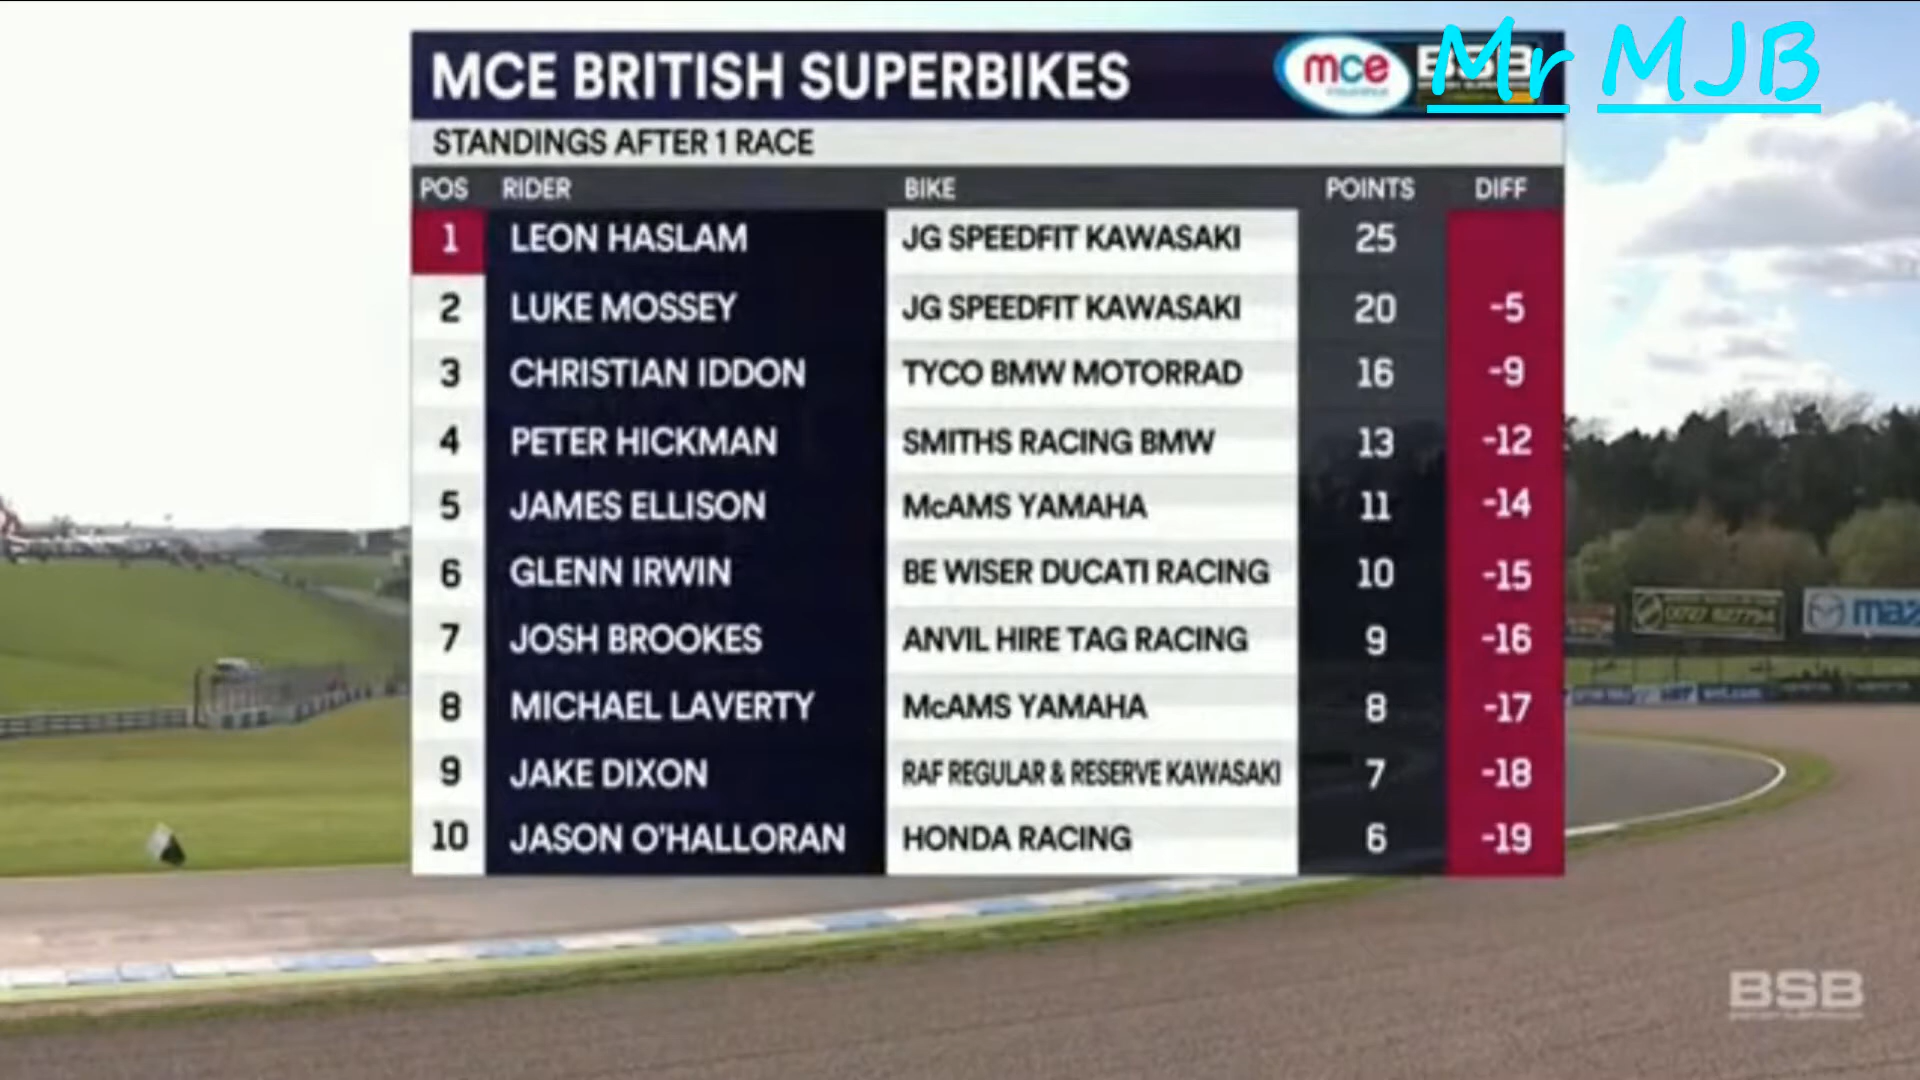 Mr MJB
MCE BRITISH SUPERBIKES
mce
insurance
BSB
STANDINGS AFTER 1 RACE
POS RIDER BIKE POINTS DIFF
1 LEON HASLAM JG SPEEDFIT KAWASAKI 25
2 LUKE MOSSEY JG SPEEDFIT KAWASAKI 20 -5
3 CHRISTIAN IDDON TYCO BMW MOTORRAD 16 -9
4 PETER HICKMAN SMITHS RACING BMW 13 -12
5 JAMES ELLISON McAMS YAMAHA 11 -14
6 GLENN IRWIN BE WISER DUCATI RACING 10 -15
7 JOSH BROOKES ANVIL HIRE TAG RACING 9 -16
8 MICHAEL LAVERTY McAMS YAMAHA 8 -17
9 JAKE DIXON RAF REGULAR & RESERVE KAWASAKI 7 -18
10 JASON O'HALLORAN HONDA RACING 6 -19
BSB